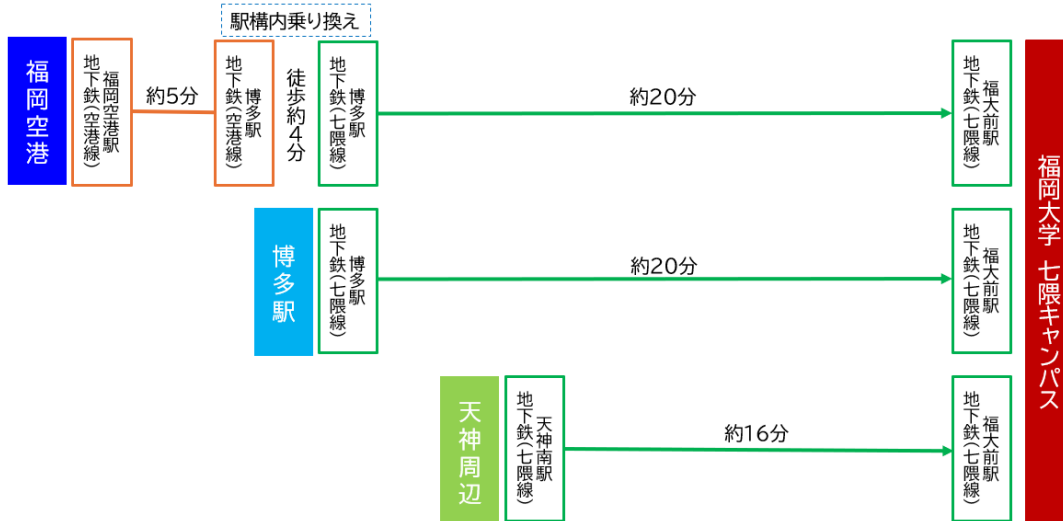 駅構内乗り換え
福岡空港
福岡空港駅
地下鉄(空港線)
約5分
博多駅
地下鉄(空港線)
徒歩約4分
博多駅
地下鉄(七隈線)
約20分
福大前駅
地下鉄(七隈線)
博多駅
博多駅
地下鉄(七隈線)
約20分
福大前駅
地下鉄(七隈線)
天神周辺
天神南駅
地下鉄(七隈線)
約16分
福大前駅
地下鉄(七隈線)
福岡大学 七隈キャンパス